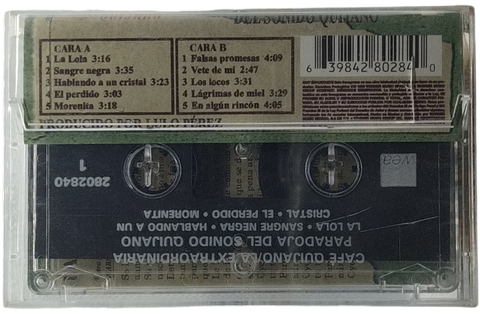 DEL SONIDO QUIJANO
CARA A
1 La Lola 3:16
2 Sangre negra 3:35
3 Hablando a un cristal 3:23
4 El perdido 3:03
5 Morenita 3:18
CARA B
1 Falsas promesas 4:09
2 Vete de mí 2:47
3 Los locos 3:31
4 Lágrimas de miel 3:29
5 En algún rincón 4:05
6 39842 80284 0
PRODUCIDO POR LULO PÉREZ
CAFE QUIJANO/LA EXTRAORDINARIA
PARADOJA DEL SONIDO QUIJANO
LA LOLA • SANGRE NEGRA • HABLANDO A UN
CRISTAL • EL PERDIDO • MORENITA
wea
1
2802840